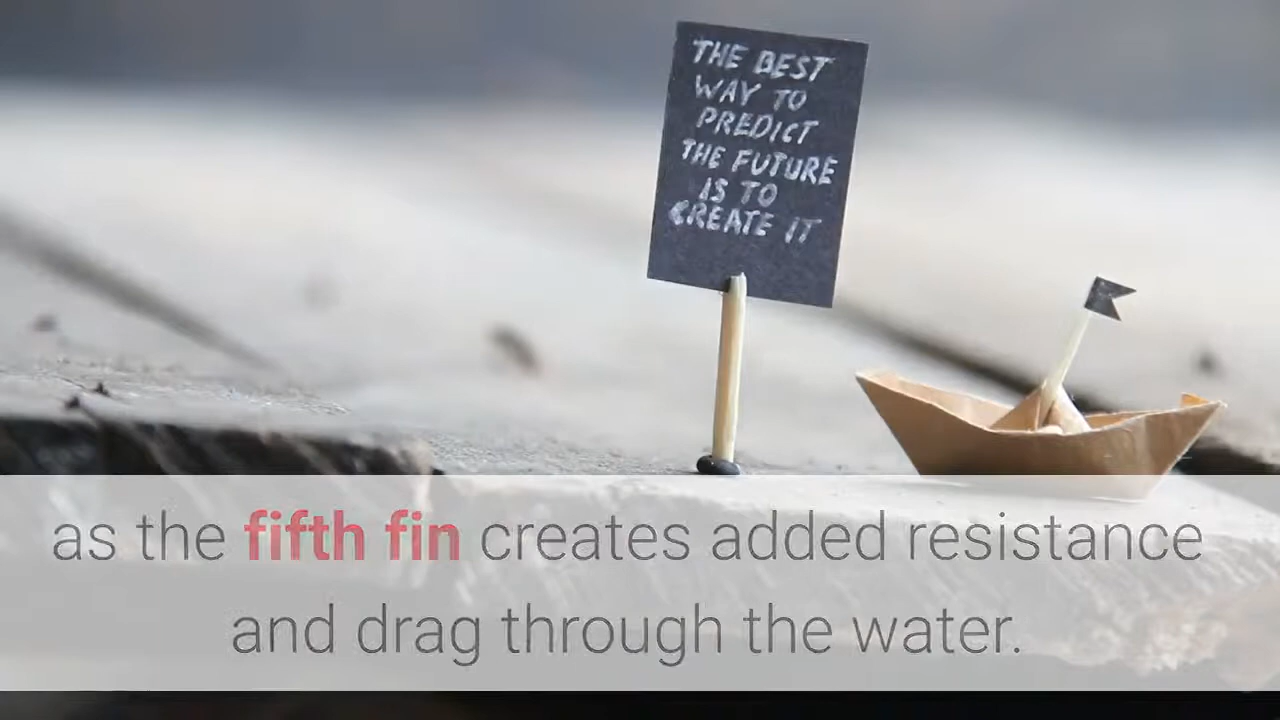 THE BEST
WAY TO
PREDICT
THE FUTURE
IS TO
CREATE IT
as the fifth fin creates added resistance
and drag through the water.